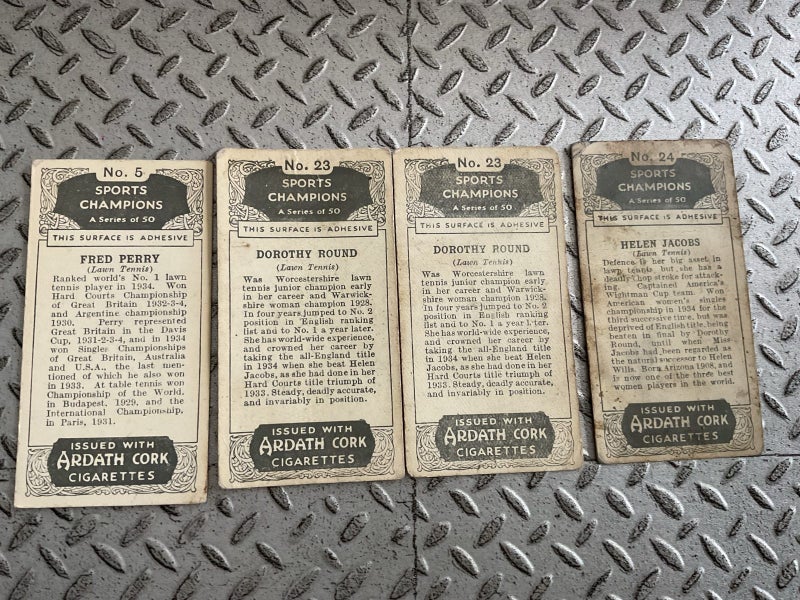 No. 5
SPORTS
CHAMPIONS
A Series of 50
THIS SURFACE IS ADHESIVE
FRED PERRY
(Lawn Tennis)
Ranked world's No. 1 lawn
tennis player in 1934. Won
Hard Courts Championship
of Great Britain 1932-3-4,
and Argentine championship
1930. Perry represented
Great Britain in the Davis
Cup, 1931-2-3-4, and in 1934
won Singles Championships
of Great Britain, Australia
and U.S.A., the last men-
tioned of which he also won
in 1933. At table tennis won
Championship of the World,
in Budapest, 1929, and the
International Championship,
in Paris, 1931.
ISSUED WITH
ARDATH CORK
CIGARETTES
No. 23
SPORTS
CHAMPIONS
A Series of 50
THIS SURFACE IS ADHESIVE
DOROTHY ROUND
(Lawn Tennis)
Was Worcestershire lawn
tennis junior champion early
in her career and Warwick-
shire woman champion 1928.
In four years jumped to No. 2
position in English ranking
list and to No. 1 a year later.
She has world-wide experience,
and crowned her career by
taking the all-England title
in 1934 when she beat Helen
Jacobs, as she had done in her
Hard Courts title triumph of
1933. Steady, deadly accurate,
and invariably in position.
ISSUED WITH
ARDATH CORK
CIGARETTES
No. 23
SPORTS
CHAMPIONS
A Series of 50
THIS SURFACE IS ADHESIVE
DOROTHY ROUND
(Lawn Tennis)
Was Worcestershire lawn
tennis junior champion early
in her career and Warwick-
shire woman champion 1928.
In four years jumped to No. 2
position in English ranking
list and to No. 1 a year l ter.
She has world-wide experience,
and crowned her career by
taking the all-England title
in 1934 when she beat Helen
Jacobs, as she had done in her
Hard Courts title triumph of
1933. Steady, deadly accurate,
and invariably in position.
ISSUED WITH
ARDATH CORK
CIGARETTES
No. 24
SPORTS
CHAMPIONS
A Series of 50
THIS SURFACE IS ADHESIVE
HELEN JACOBS
(Lawn Tennis)
Defence is her big asset in
lawn tennis but she has a
deadly chop stroke for attack-
ing. Captained America's
Wightman Cup team. Won
American women's singles
championship in 1934 for the
third successive time, but was
deprived of English title, being
beaten in final by Dorothy
Round, until when Miss
Jacobs had been regarded as
the natural successor to Helen
Wills. Born Arizona 1908, and
is now one of the three best
women players in the world.
ISSUED WITH
ARDATH CORK
CIGARETTES